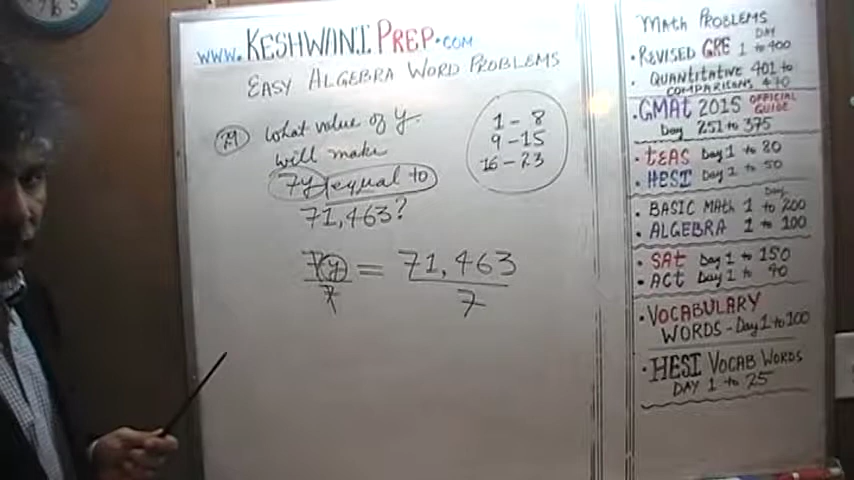 www.KESHWANIPREP.COM
EASY ALGEBRA WORD PROBLEMS
24 What value of y
will make
7y equal to
71,463?
7y = 71,463
7 7
1 - 8
9 - 15
16 - 23
MATH PROBLEMS
DAY
• REVISED GRE 1 to 400
• QUANTITATIVE 401 to
COMPARISONS 470
GMAT 2015 OFFICIAL
GUIDE
Day 251 to 375
• tEAS Day 1 to 80
• HESI Day 1 to 50
Day
• BASIC MATH 1 to 200
• ALGEBRA 1 to 100
• SAt Day 1 to 150
• ACT Day 1 to 90
• VOCABULARY
WORDS - Day 1 to 100
• HESI VOCAB WORDS
DAY 1 to 25